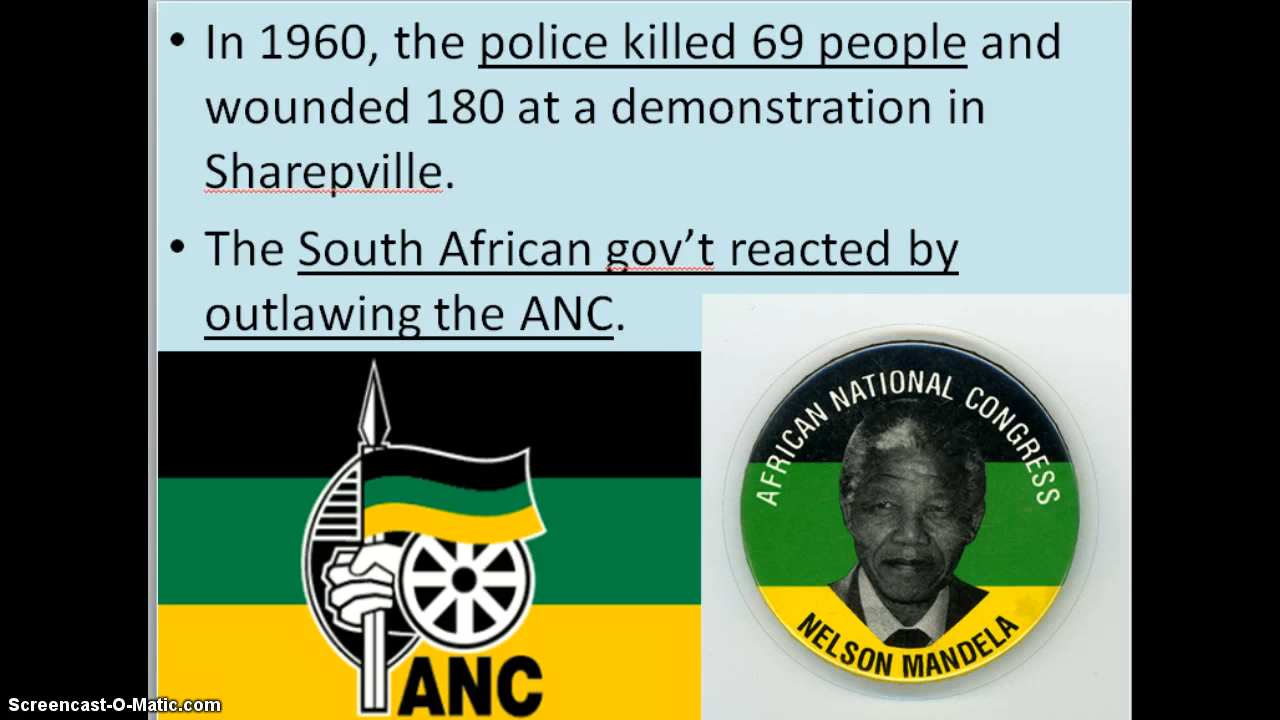 • In 1960, the police killed 69 people and
wounded 180 at a demonstration in
Sharepville.
• The South African gov’t reacted by
outlawing the ANC.
AFRICAN NATIONAL CONGRESS
NELSON MANDELA
ANC
Screencast-O-Matic.com